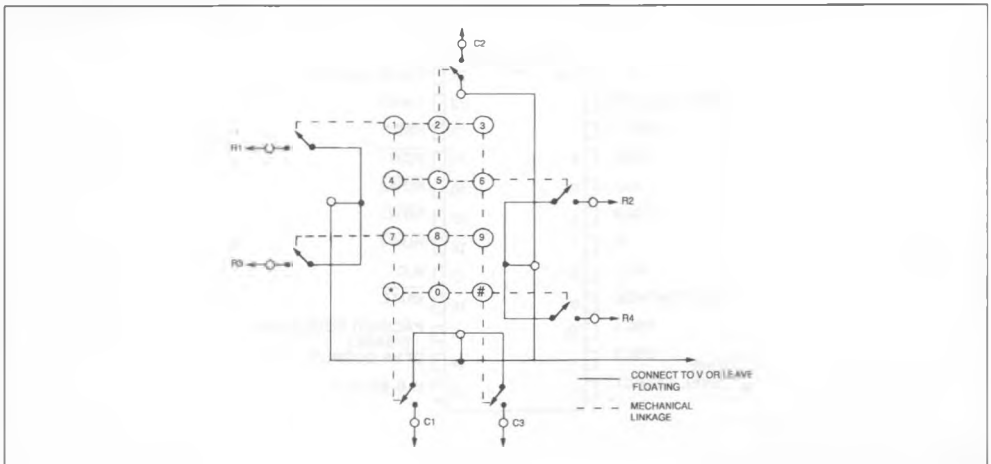 C2
1 2 3
R1
4 5 6
R2
7 8 9
R3
* 0 #
R4
CONNECT TO V OR LEAVE
FLOATING
MECHANICAL
LINKAGE
C1
C3